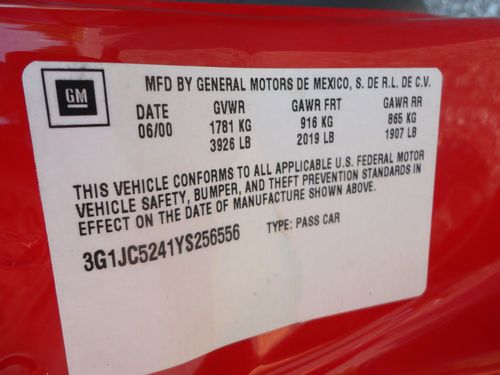 GM
MFD BY GENERAL MOTORS DE MEXICO, S. DE R.L. DE C.V.
DATE GVWR GAWR FRT GAWR RR
06/00 1781 KG 916 KG 865 KG
3926 LB 2019 LB 1907 LB
THIS VEHICLE CONFORMS TO ALL APPLICABLE U.S. FEDERAL MOTOR
VEHICLE SAFETY, BUMPER, AND THEFT PREVENTION STANDARDS IN
EFFECT ON THE DATE OF MANUFACTURE SHOWN ABOVE.
3G1JC5241YS256556 TYPE: PASS CAR